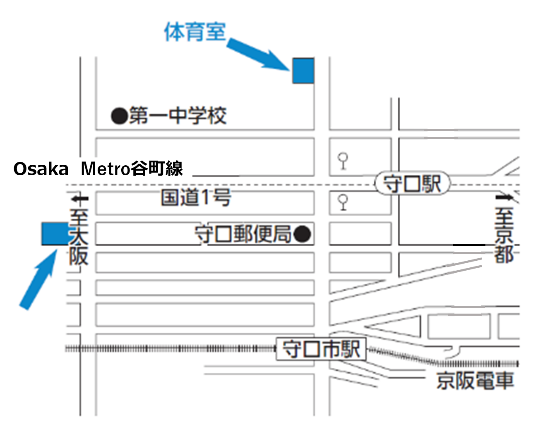 体育室
第一中学校
Osaka Metro谷町線
守口駅
国道1号
至大阪
至京都
守口郵便局
守口市駅
京阪電車